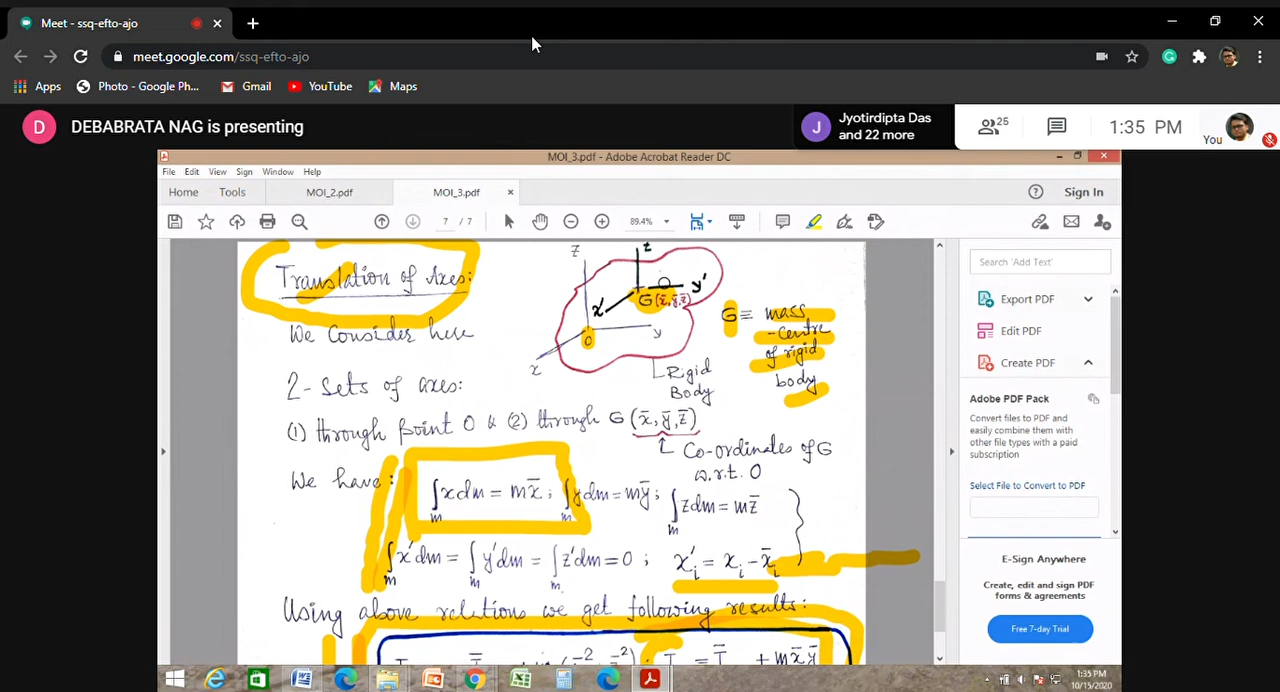 Meet - ssq-efto-ajo
meet.google.com/ssq-efto-ajo
Apps Photo - Google Ph... Gmail YouTube Maps
D DEBABRATA NAG is presenting
J Jyotirdipta Das
and 22 more
25
1:35 PM
You
MOI_3.pdf - Adobe Acrobat Reader DC
File Edit View Sign Window Help
Home Tools MOI_2.pdf MOI_3.pdf Sign In
7 / 7 89.4%
Translation of Axes:
We Consider here
2-sets of axes:
(1) through point O & (2) through G (x̄, ȳ, z̄)
z z
x' y'
G (x̄, ȳ, z̄)
O y
x
Rigid
Body
G ≡ mass
-centre
of rigid
body
Co-ordinates of G
w.r.t. O
We have: ∫m xdm = mx̄; ∫m ydm = mȳ; ∫m zdm = mz̄
∫m x'dm = ∫m y'dm = ∫m z'dm = 0; x'i = xi - x̄i
Using above relations we get following results:
+ mx̄ȳ
Search 'Add Text'
Export PDF
Edit PDF
Create PDF
Adobe PDF Pack
Convert files to PDF and
easily combine them with
other file types with a paid
subscription
Select File to Convert to PDF
E-Sign Anywhere
Create, edit and sign PDF
forms & agreements
Free 7-day Trial
1:35 PM
10/15/2020